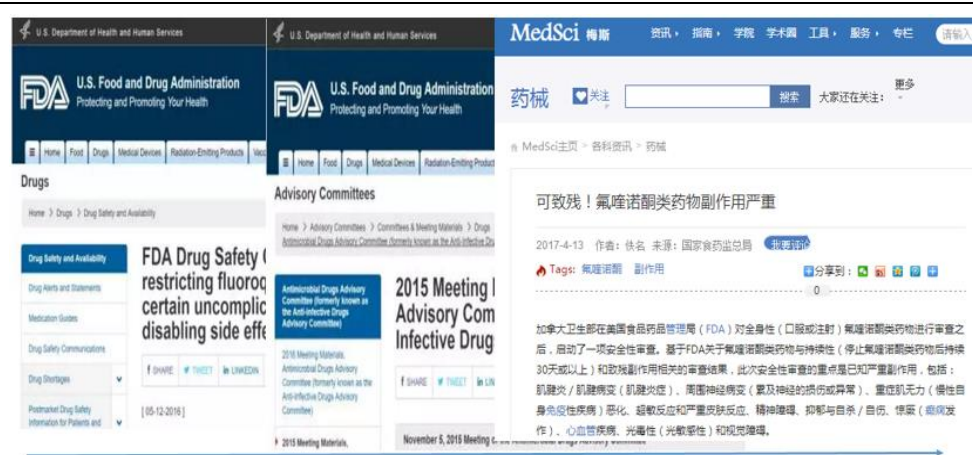 U.S. Department of Health and Human Services
FDA
U.S. Food and Drug Administration
Protecting and Promoting Your Health
Home Food Drugs Medical Devices Radiation-Emitting Products Vacc
Drugs
Home > Drugs > Drug Safety and Availability
Drug Safety and Availability
Drug Alerts and Statements
Medication Guides
Drug Safety Communications
Drug Shortages
Postmarket Drug Safety
Information for Patients and
FDA Drug Safety
restricting fluoroq
certain uncomplic
disabling side effe
SHARE TWEET LINKEDIN
[05-12-2016]
U.S. Department of Health and Human Services
FDA
U.S. Food and Drug Administration
Protecting and Promoting Your Health
Home Food Drugs Medical Devices Radiation-Emitting Product
Advisory Committees
Home > Advisory Committees > Committees & Meeting Materials > Drugs
Antimicrobial Drugs Advisory Committee (formerly known as the Anti-Infective Dru
Antimicrobial Drugs Advisory
Committee (formerly known as
the Anti-Infective Drugs
Advisory Committee)
2016 Meeting Materials,
Antimicrobial Drugs Advisory
Committee (formerly known as the
Anti-Infective Drugs Advisory
Committee)
2015 Meeting Materials,
2015 Meeting
Advisory Com
Infective Drug
SHARE TWEET LIN
November 5, 2015 Meeting of the Antimicrobial Drugs Advisory Committee
MedSci 梅斯
资讯 指南 学院 学术圈 工具 服务 专栏 请输入
药械 关注 搜索 大家还在关注: 更多
MedSci主页 > 各科资讯 > 药械
可致残！氟喹诺酮类药物副作用严重
2017-4-13 作者: 佚名 来源: 国家食药监总局 我要评论
Tags: 氟喹诺酮 副作用 分享到:
0
加拿大卫生部在美国食品药品管理局（FDA）对全身性（口服或注射）氟喹诺酮类药物进行审查之
后，启动了一项安全性审查。基于FDA关于氟喹诺酮类药物与持续性（停止氟喹诺酮类药物后持续
30天或以上）和致残副作用相关的审查结果，此次安全性审查的重点是已知严重副作用，包括：
肌腱炎/肌腱病变（肌腱炎症）、周围神经病变（累及神经的损伤或异常）、重症肌无力（慢性自
身免疫性疾病）恶化、超敏反应和严重皮肤反应、精神障碍、抑郁与自杀/自伤、惊厥（癫痫发
作）、心血管疾病、光毒性（光敏感性）和视觉障碍。